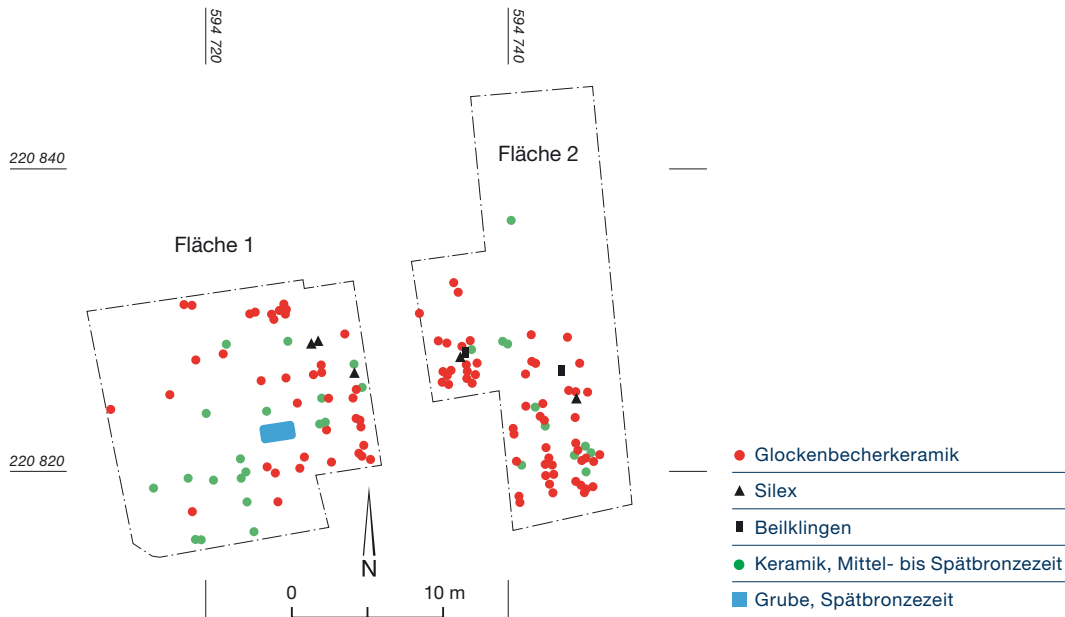 594 720
594 740
220 840
Fläche 2
Fläche 1
220 820
Glockenbecherkeramik
Silex
Beilklingen
Keramik, Mittel- bis Spätbronzezeit
Grube, Spätbronzezeit
N
0 10 m